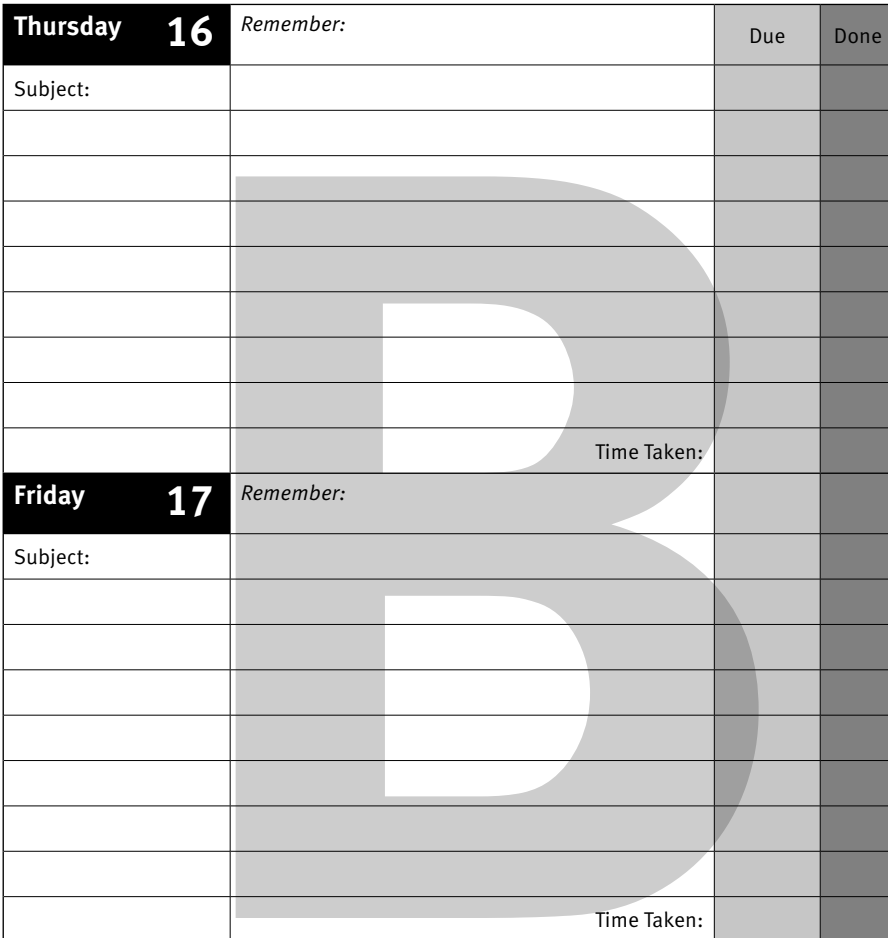 Thursday 16 Remember: Due Done
Subject:
Time Taken:
Friday 17 Remember:
Subject:
Time Taken:
B